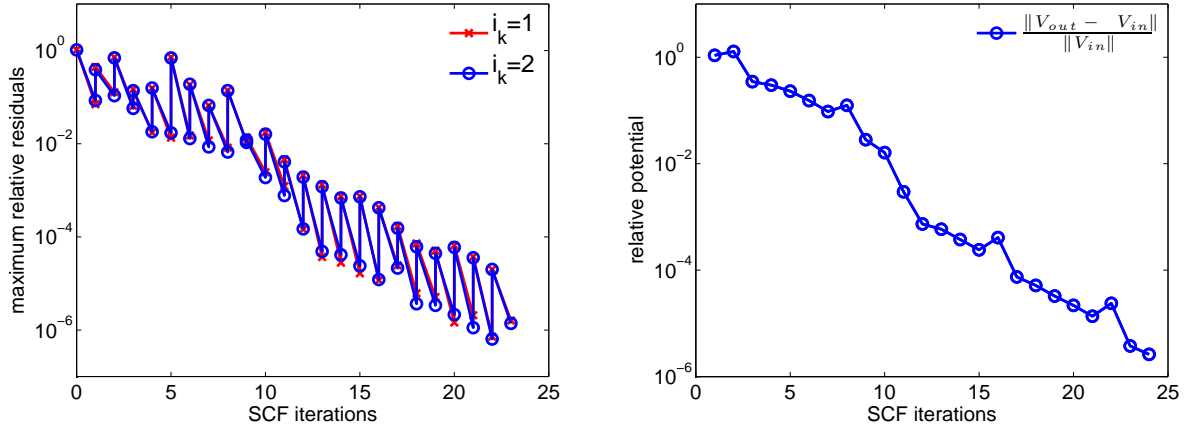 maximum relative residuals
10^0
10^-2
10^-4
10^-6
0 5 10 15 20 25
SCF iterations
i_k=1
i_k=2
relative potential
10^0
10^-2
10^-4
10^-6
0 5 10 15 20 25
SCF iterations
‖V_out − V_in‖
‖V_in‖